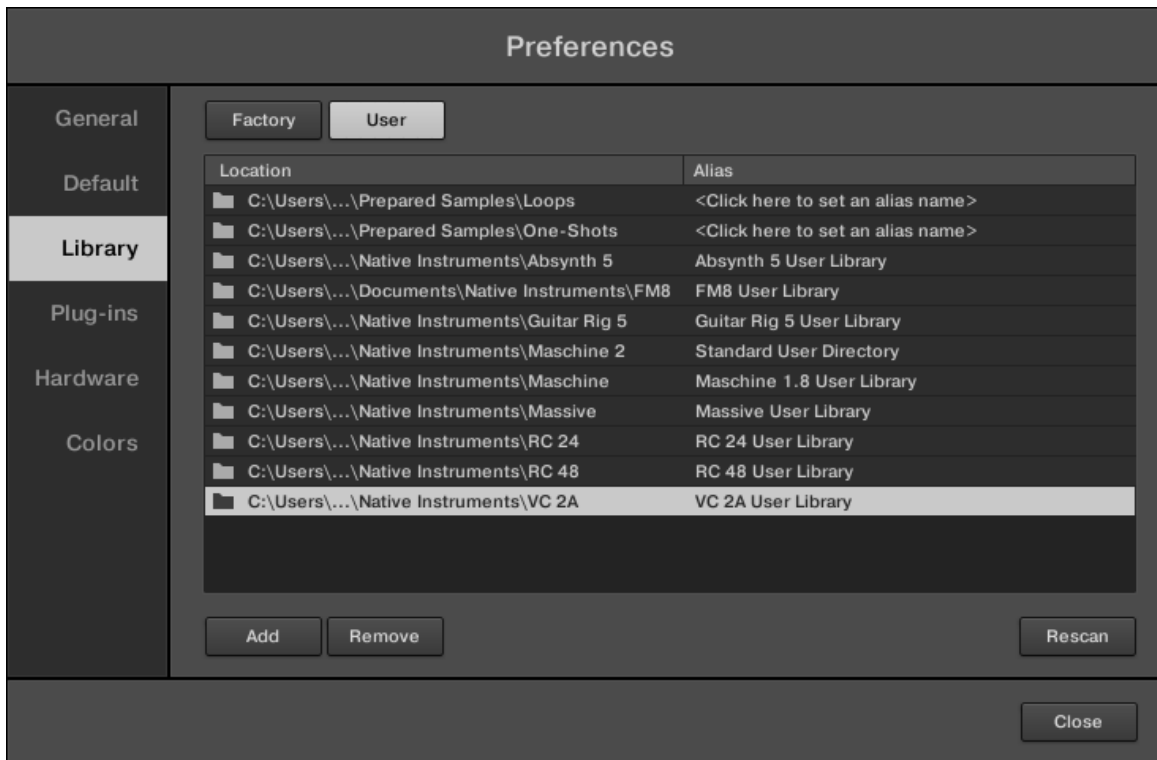 Preferences
General
Default
Library
Plug-ins
Hardware
Colors
Factory User
Location Alias
C:\Users\...\Prepared Samples\Loops <Click here to set an alias name>
C:\Users\...\Prepared Samples\One-Shots <Click here to set an alias name>
C:\Users\...\Native Instruments\Absynth 5 Absynth 5 User Library
C:\Users\...\Documents\Native Instruments\FM8 FM8 User Library
C:\Users\...\Native Instruments\Guitar Rig 5 Guitar Rig 5 User Library
C:\Users\...\Native Instruments\Maschine 2 Standard User Directory
C:\Users\...\Native Instruments\Maschine Maschine 1.8 User Library
C:\Users\...\Native Instruments\Massive Massive User Library
C:\Users\...\Native Instruments\RC 24 RC 24 User Library
C:\Users\...\Native Instruments\RC 48 RC 48 User Library
C:\Users\...\Native Instruments\VC 2A VC 2A User Library
Add Remove Rescan
Close